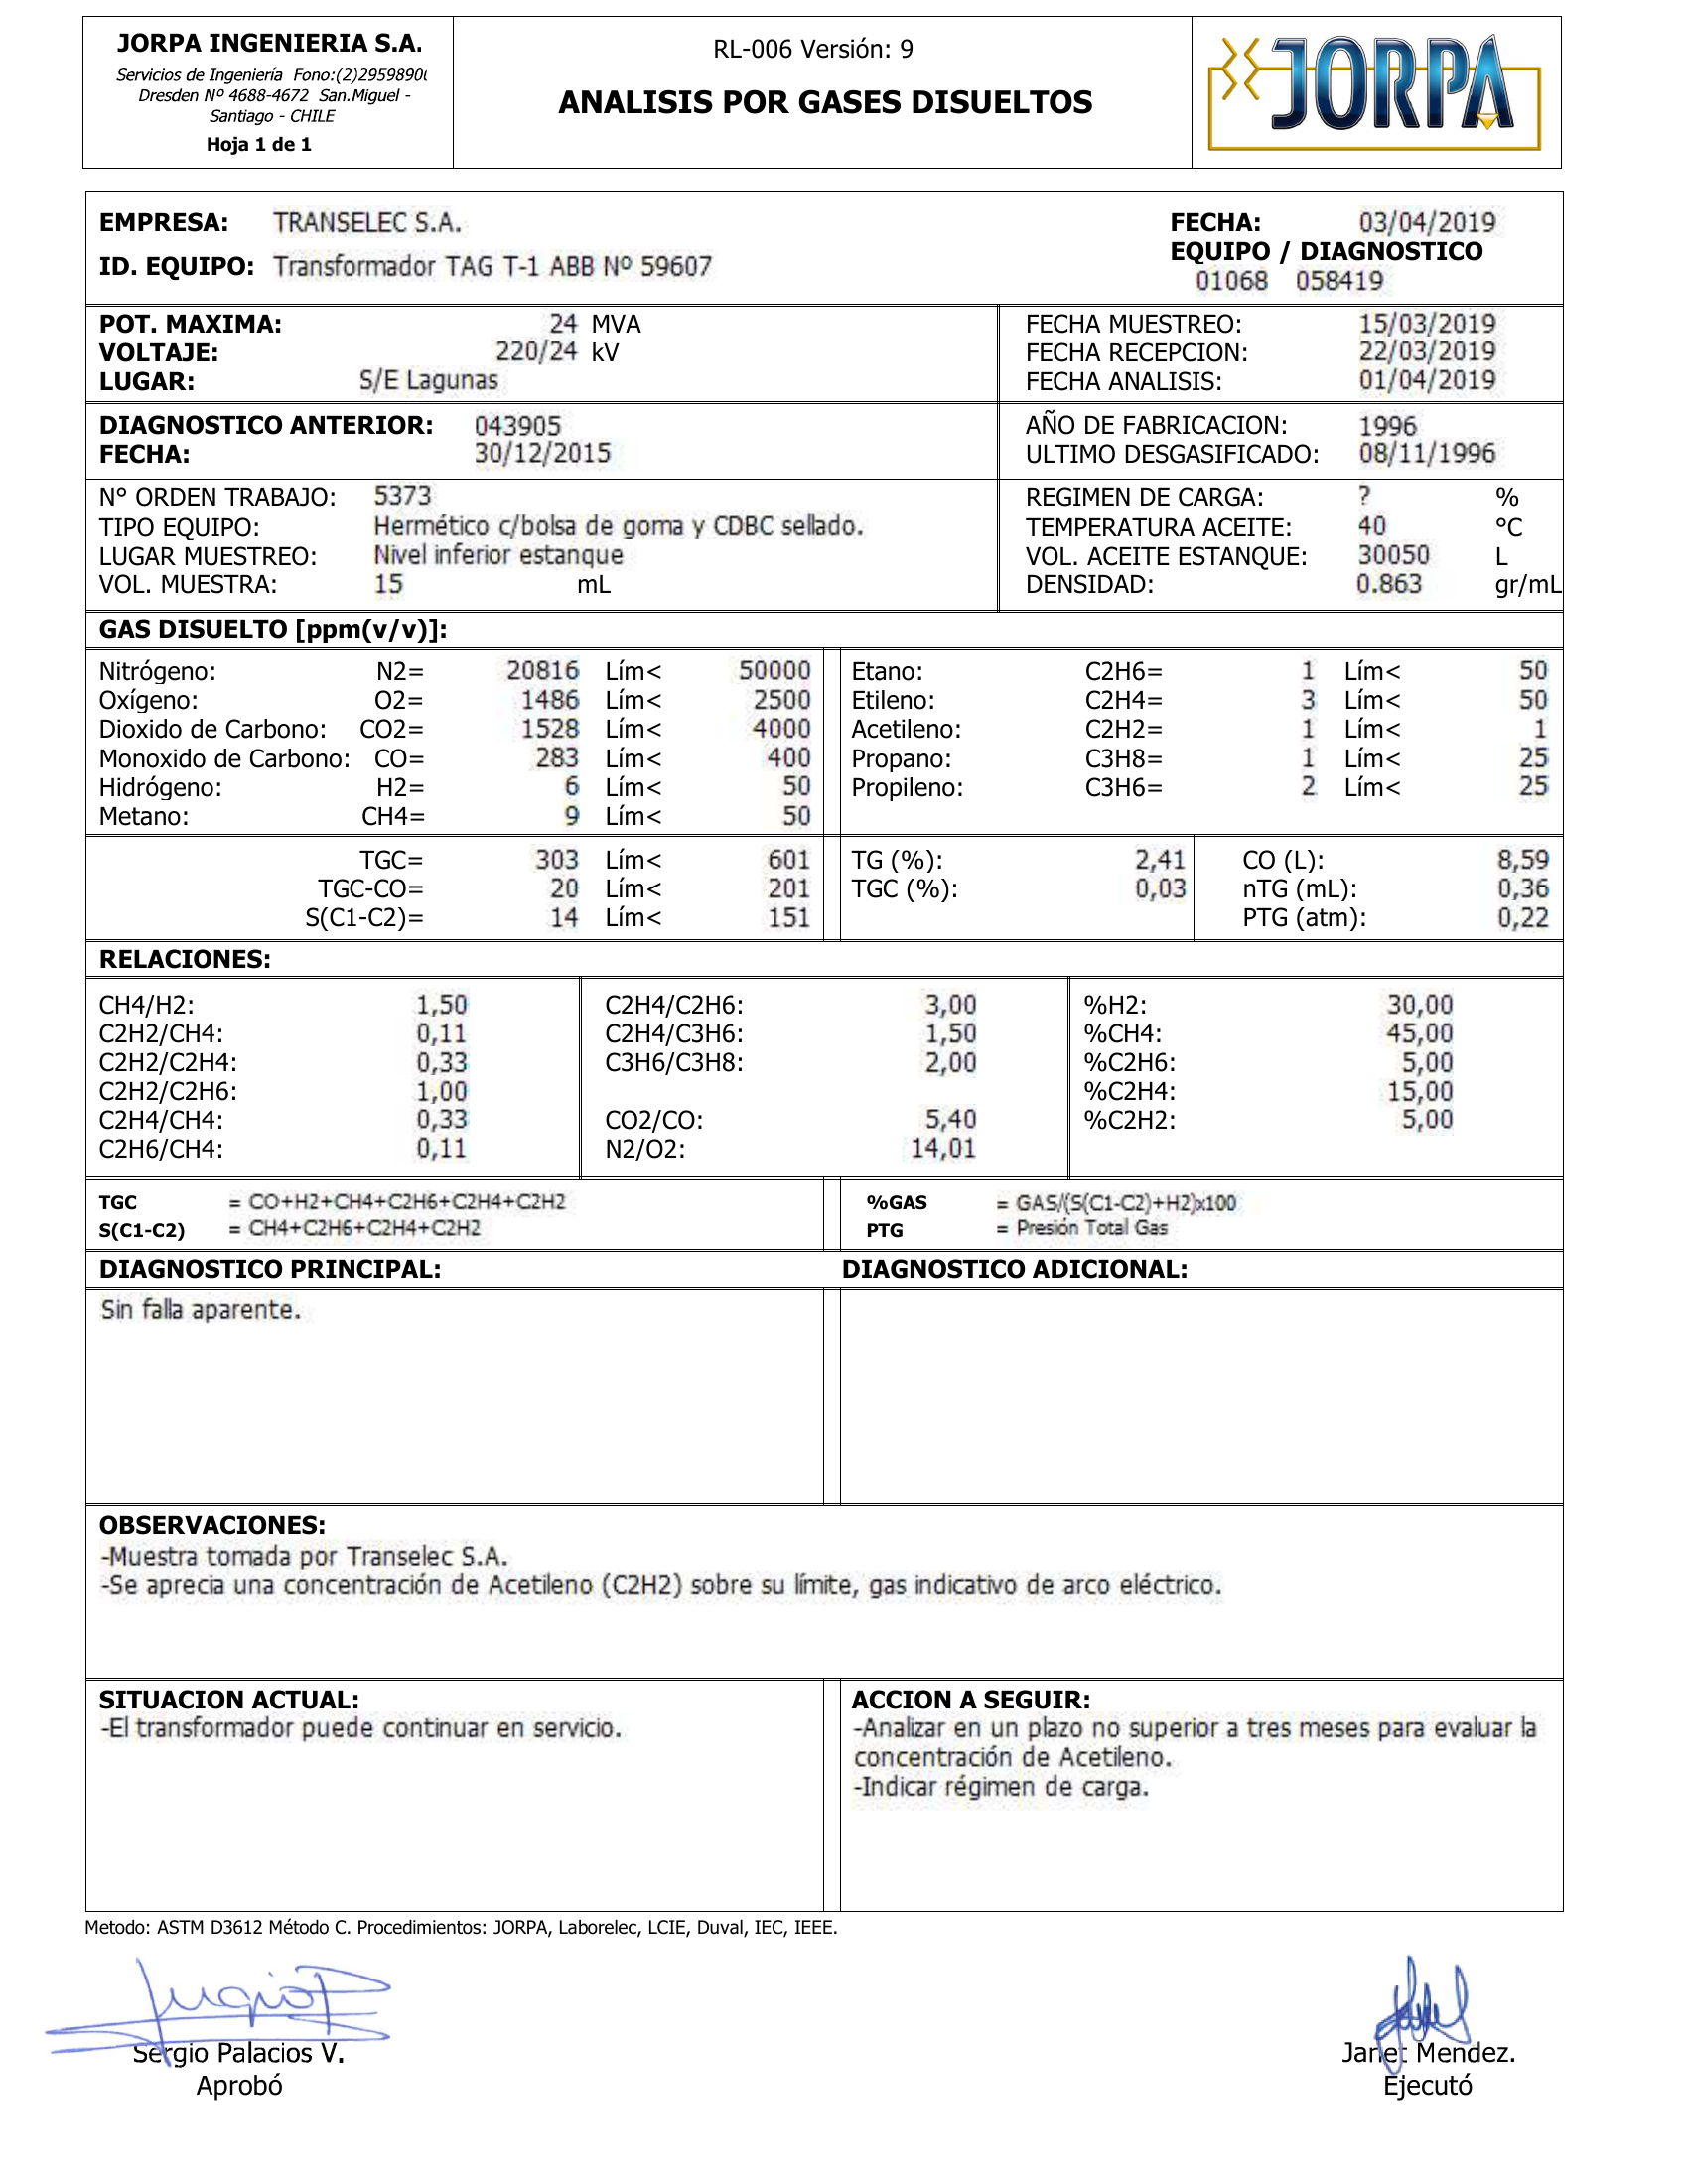 JORPA INGENIERIA S.A.
Servicios de Ingeniería Fono:(2)29598900
Dresden Nº 4688-4672 San.Miguel -
Santiago - CHILE
Hoja 1 de 1
RL-006 Versión: 9
ANALISIS POR GASES DISUELTOS
JORPA
EMPRESA: TRANSELEC S.A.
ID. EQUIPO: Transformador TAG T-1 ABB Nº 59607
FECHA: 03/04/2019
EQUIPO / DIAGNOSTICO
01068 058419
POT. MAXIMA: 24 MVA
VOLTAJE: 220/24 kV
LUGAR: S/E Lagunas
FECHA MUESTREO: 15/03/2019
FECHA RECEPCION: 22/03/2019
FECHA ANALISIS: 01/04/2019
DIAGNOSTICO ANTERIOR: 043905
FECHA: 30/12/2015
AÑO DE FABRICACION: 1996
ULTIMO DESGASIFICADO: 08/11/1996
N° ORDEN TRABAJO: 5373
TIPO EQUIPO: Hermético c/bolsa de goma y CDBC sellado.
LUGAR MUESTREO: Nivel inferior estanque
VOL. MUESTRA: 15 mL
REGIMEN DE CARGA: ? %
TEMPERATURA ACEITE: 40 °C
VOL. ACEITE ESTANQUE: 30050 L
DENSIDAD: 0.863 gr/mL
GAS DISUELTO [ppm(v/v)]:
Nitrógeno: N2= 20816 Lím< 50000
Oxígeno: O2= 1486 Lím< 2500
Dioxido de Carbono: CO2= 1528 Lím< 4000
Monoxido de Carbono: CO= 283 Lím< 400
Hidrógeno: H2= 6 Lím< 50
Metano: CH4= 9 Lím< 50
Etano: C2H6= 1 Lím< 50
Etileno: C2H4= 3 Lím< 50
Acetileno: C2H2= 1 Lím< 1
Propano: C3H8= 1 Lím< 25
Propileno: C3H6= 2 Lím< 25
TGC= 303 Lím< 601
TGC-CO= 20 Lím< 201
S(C1-C2)= 14 Lím< 151
TG (%): 2,41
TGC (%): 0,03
CO (L): 8,59
nTG (mL): 0,36
PTG (atm): 0,22
RELACIONES:
CH4/H2: 1,50
C2H2/CH4: 0,11
C2H2/C2H4: 0,33
C2H2/C2H6: 1,00
C2H4/CH4: 0,33
C2H6/CH4: 0,11
C2H4/C2H6: 3,00
C2H4/C3H6: 1,50
C3H6/C3H8: 2,00
CO2/CO: 5,40
N2/O2: 14,01
%H2: 30,00
%CH4: 45,00
%C2H6: 5,00
%C2H4: 15,00
%C2H2: 5,00
TGC = CO+H2+CH4+C2H6+C2H4+C2H2
S(C1-C2) = CH4+C2H6+C2H4+C2H2
%GAS = GAS/(S(C1-C2)+H2)x100
PTG = Presión Total Gas
DIAGNOSTICO PRINCIPAL:
Sin falla aparente.
DIAGNOSTICO ADICIONAL:
OBSERVACIONES:
-Muestra tomada por Transelec S.A.
-Se aprecia una concentración de Acetileno (C2H2) sobre su límite, gas indicativo de arco eléctrico.
SITUACION ACTUAL:
-El transformador puede continuar en servicio.
ACCION A SEGUIR:
-Analizar en un plazo no superior a tres meses para evaluar la
concentración de Acetileno.
-Indicar régimen de carga.
Metodo: ASTM D3612 Método C. Procedimientos: JORPA, Laborelec, LCIE, Duval, IEC, IEEE.
Sergio Palacios V.
Aprobó
Janet Mendez.
Ejecutó